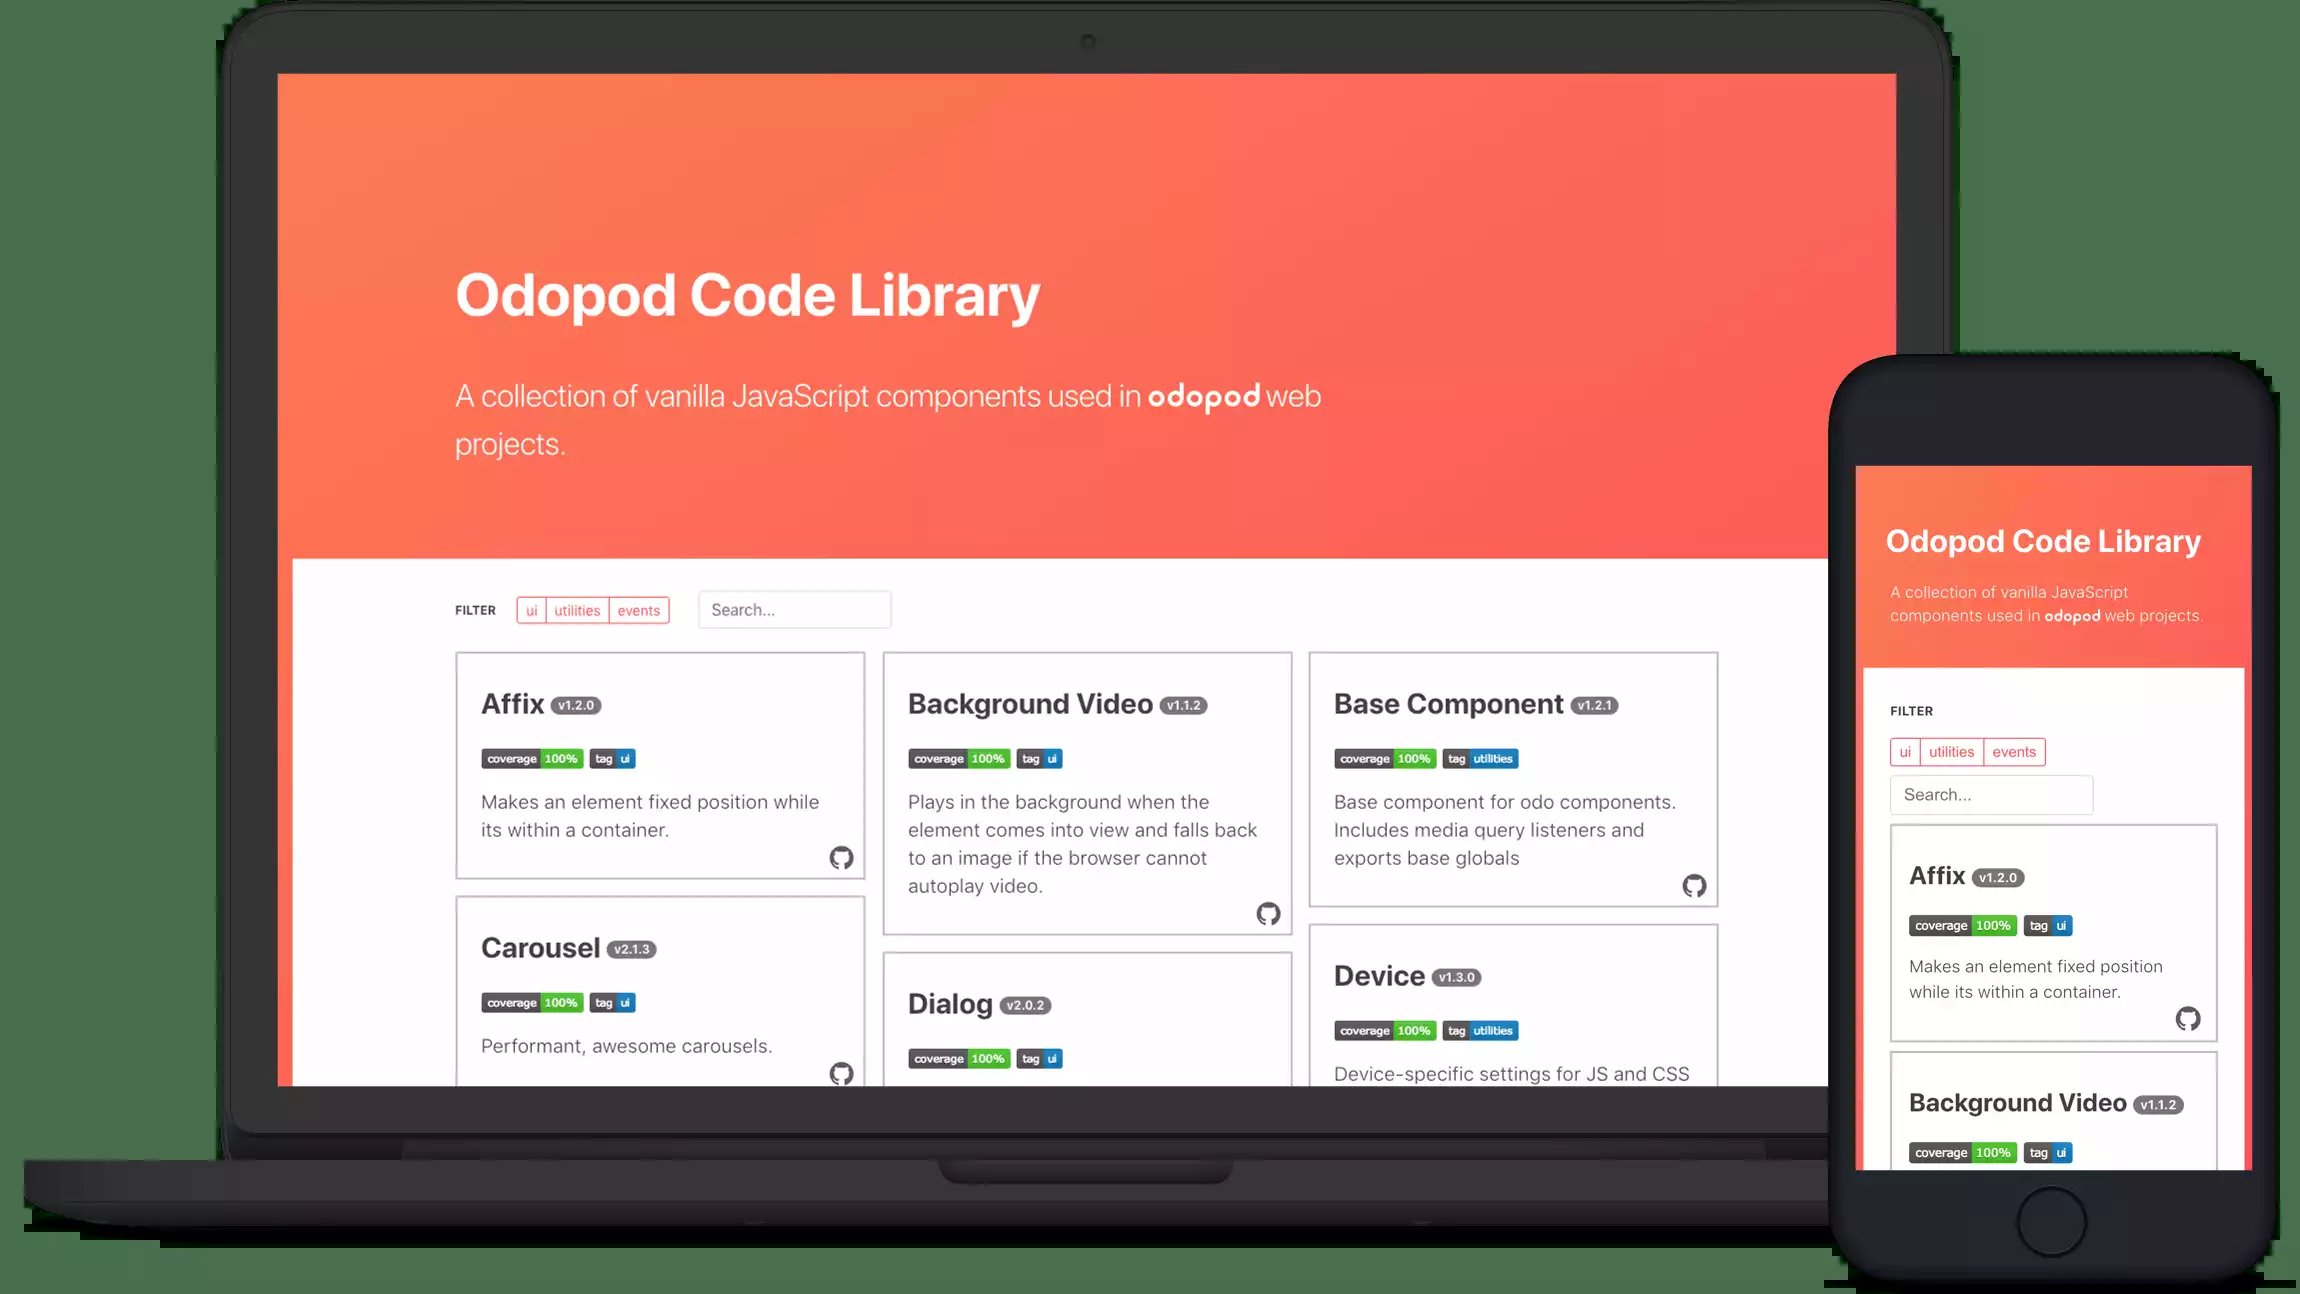 Odopod Code Library
A collection of vanilla JavaScript components used in odopod web
projects.
FILTER ui utilities events Search...
Affix v1.2.0
coverage 100% tag ui
Makes an element fixed position while
its within a container.
Carousel v2.1.3
coverage 100% tag ui
Performant, awesome carousels.
Background Video v1.1.2
coverage 100% tag ui
Plays in the background when the
element comes into view and falls back
to an image if the browser cannot
autoplay video.
Dialog v2.0.2
coverage 100% tag ui
Base Component v1.2.1
coverage 100% tag utilities
Base component for odo components.
Includes media query listeners and
exports base globals
Device v1.3.0
coverage 100% tag utilities
Device-specific settings for JS and CSS
Odopod Code Library
A collection of vanilla JavaScript
components used in odopod web projects.
FILTER
ui utilities events
Search...
Affix v1.2.0
coverage 100% tag ui
Makes an element fixed position
while its within a container.
Background Video v1.1.2
coverage 100% tag ui